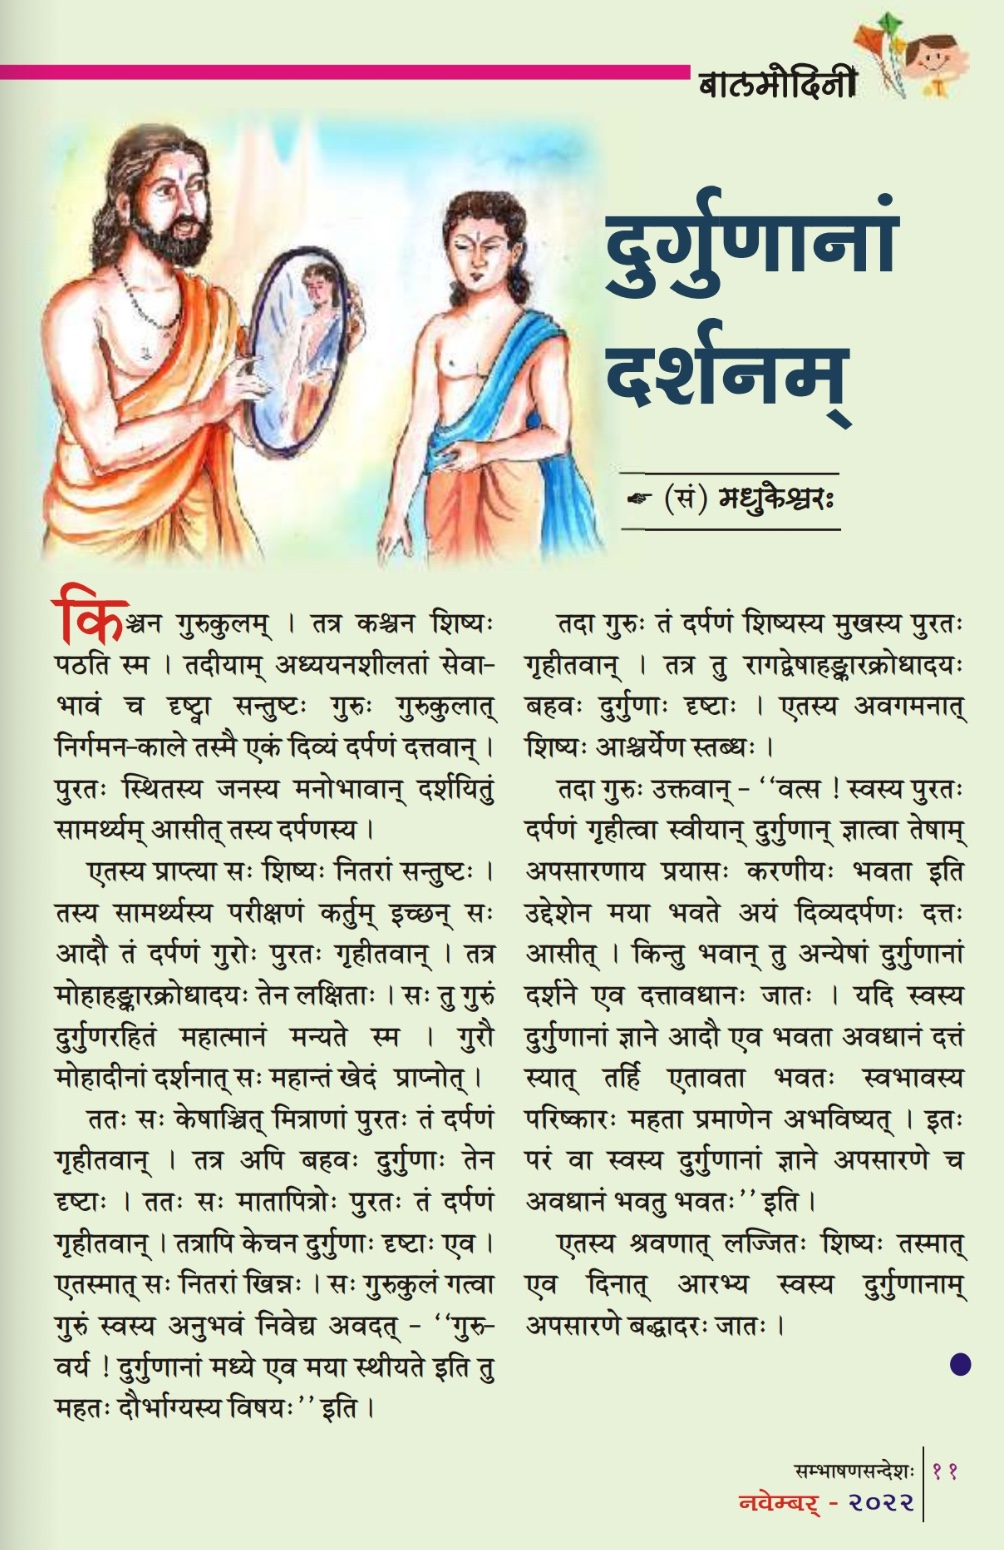 बालमोदिनी
दुर्गुणानां
दर्शनम्
☛ (सं) मधुकेश्वरः
किञ्चन गुरुकुलम् । तत्र कश्चन शिष्यः
पठति स्म । तदीयाम् अध्ययनशीलतां सेवा-
भावं च दृष्ट्वा सन्तुष्टः गुरुः गुरुकुलात्
निर्गमन-काले तस्मै एकं दिव्यं दर्पणं दत्तवान् ।
पुरतः स्थितस्य जनस्य मनोभावान् दर्शयितुं
सामर्थ्यम् आसीत् तस्य दर्पणस्य ।
एतस्य प्राप्त्या सः शिष्यः नितरां सन्तुष्टः ।
तस्य सामर्थ्यस्य परीक्षणं कर्तुम् इच्छन् सः
आदौ तं दर्पणं गुरोः पुरतः गृहीतवान् । तत्र
मोहाहङ्कारक्रोधादयः तेन लक्षिताः । सः तु गुरुं
दुर्गुणरहितं महात्मानं मन्यते स्म । गुरौ
मोहादीनां दर्शनात् सः महान्तं खेदं प्राप्नोत् ।
ततः सः केषाञ्चित् मित्राणां पुरतः तं दर्पणं
गृहीतवान् । तत्र अपि बहवः दुर्गुणाः तेन
दृष्टाः । ततः सः मातापित्रोः पुरतः तं दर्पणं
गृहीतवान् । तत्रापि केचन दुर्गुणाः दृष्टाः एव ।
एतस्मात् सः नितरां खिन्नः । सः गुरुकुलं गत्वा
गुरुं स्वस्य अनुभवं निवेद्य अवदत् - ‘‘गुरु-
वर्य ! दुर्गुणानां मध्ये एव मया स्थीयते इति तु
महतः दौर्भाग्यस्य विषयः’’ इति ।
तदा गुरुः तं दर्पणं शिष्यस्य मुखस्य पुरतः
गृहीतवान् । तत्र तु रागद्वेषाहङ्कारक्रोधादयः
बहवः दुर्गुणाः दृष्टाः । एतस्य अवगमनात्
शिष्यः आश्चर्येण स्तब्धः ।
तदा गुरुः उक्तवान् - ‘‘वत्स ! स्वस्य पुरतः
दर्पणं गृहीत्वा स्वीयान् दुर्गुणान् ज्ञात्वा तेषाम्
अपसारणाय प्रयासः करणीयः भवता इति
उद्देशेन मया भवते अयं दिव्यदर्पणः दत्तः
आसीत् । किन्तु भवान् तु अन्येषां दुर्गुणानां
दर्शने एव दत्तावधानः जातः । यदि स्वस्य
दुर्गुणानां ज्ञाने आदौ एव भवता अवधानं दत्तं
स्यात् तर्हि एतावता भवतः स्वभावस्य
परिष्कारः महता प्रमाणेन अभविष्यत् । इतः
परं वा स्वस्य दुर्गुणानां ज्ञाने अपसारणे च
अवधानं भवतु भवतः’’ इति ।
एतस्य श्रवणात् लज्जितः शिष्यः तस्मात्
एव दिनात् आरभ्य स्वस्य दुर्गुणानाम्
अपसारणे बद्धादरः जातः ।
सम्भाषणसन्देशः ११
नवेम्बर् - २०२२